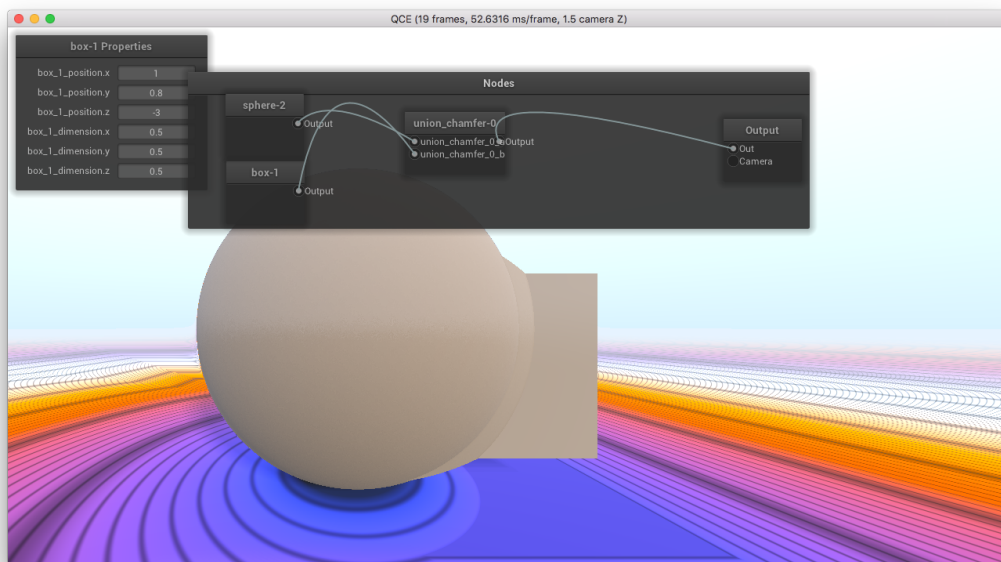 QCE (19 frames, 52.6316 ms/frame, 1.5 camera Z)
box-1 Properties
box_1_position.x 1
box_1_position.y 0.8
box_1_position.z -3
box_1_dimension.x 0.5
box_1_dimension.y 0.5
box_1_dimension.z 0.5
Nodes
sphere-2
Output
box-1
Output
union_chamfer-0
union_chamfer_0_a
Output
union_chamfer_0_b
Output
Out
Camera